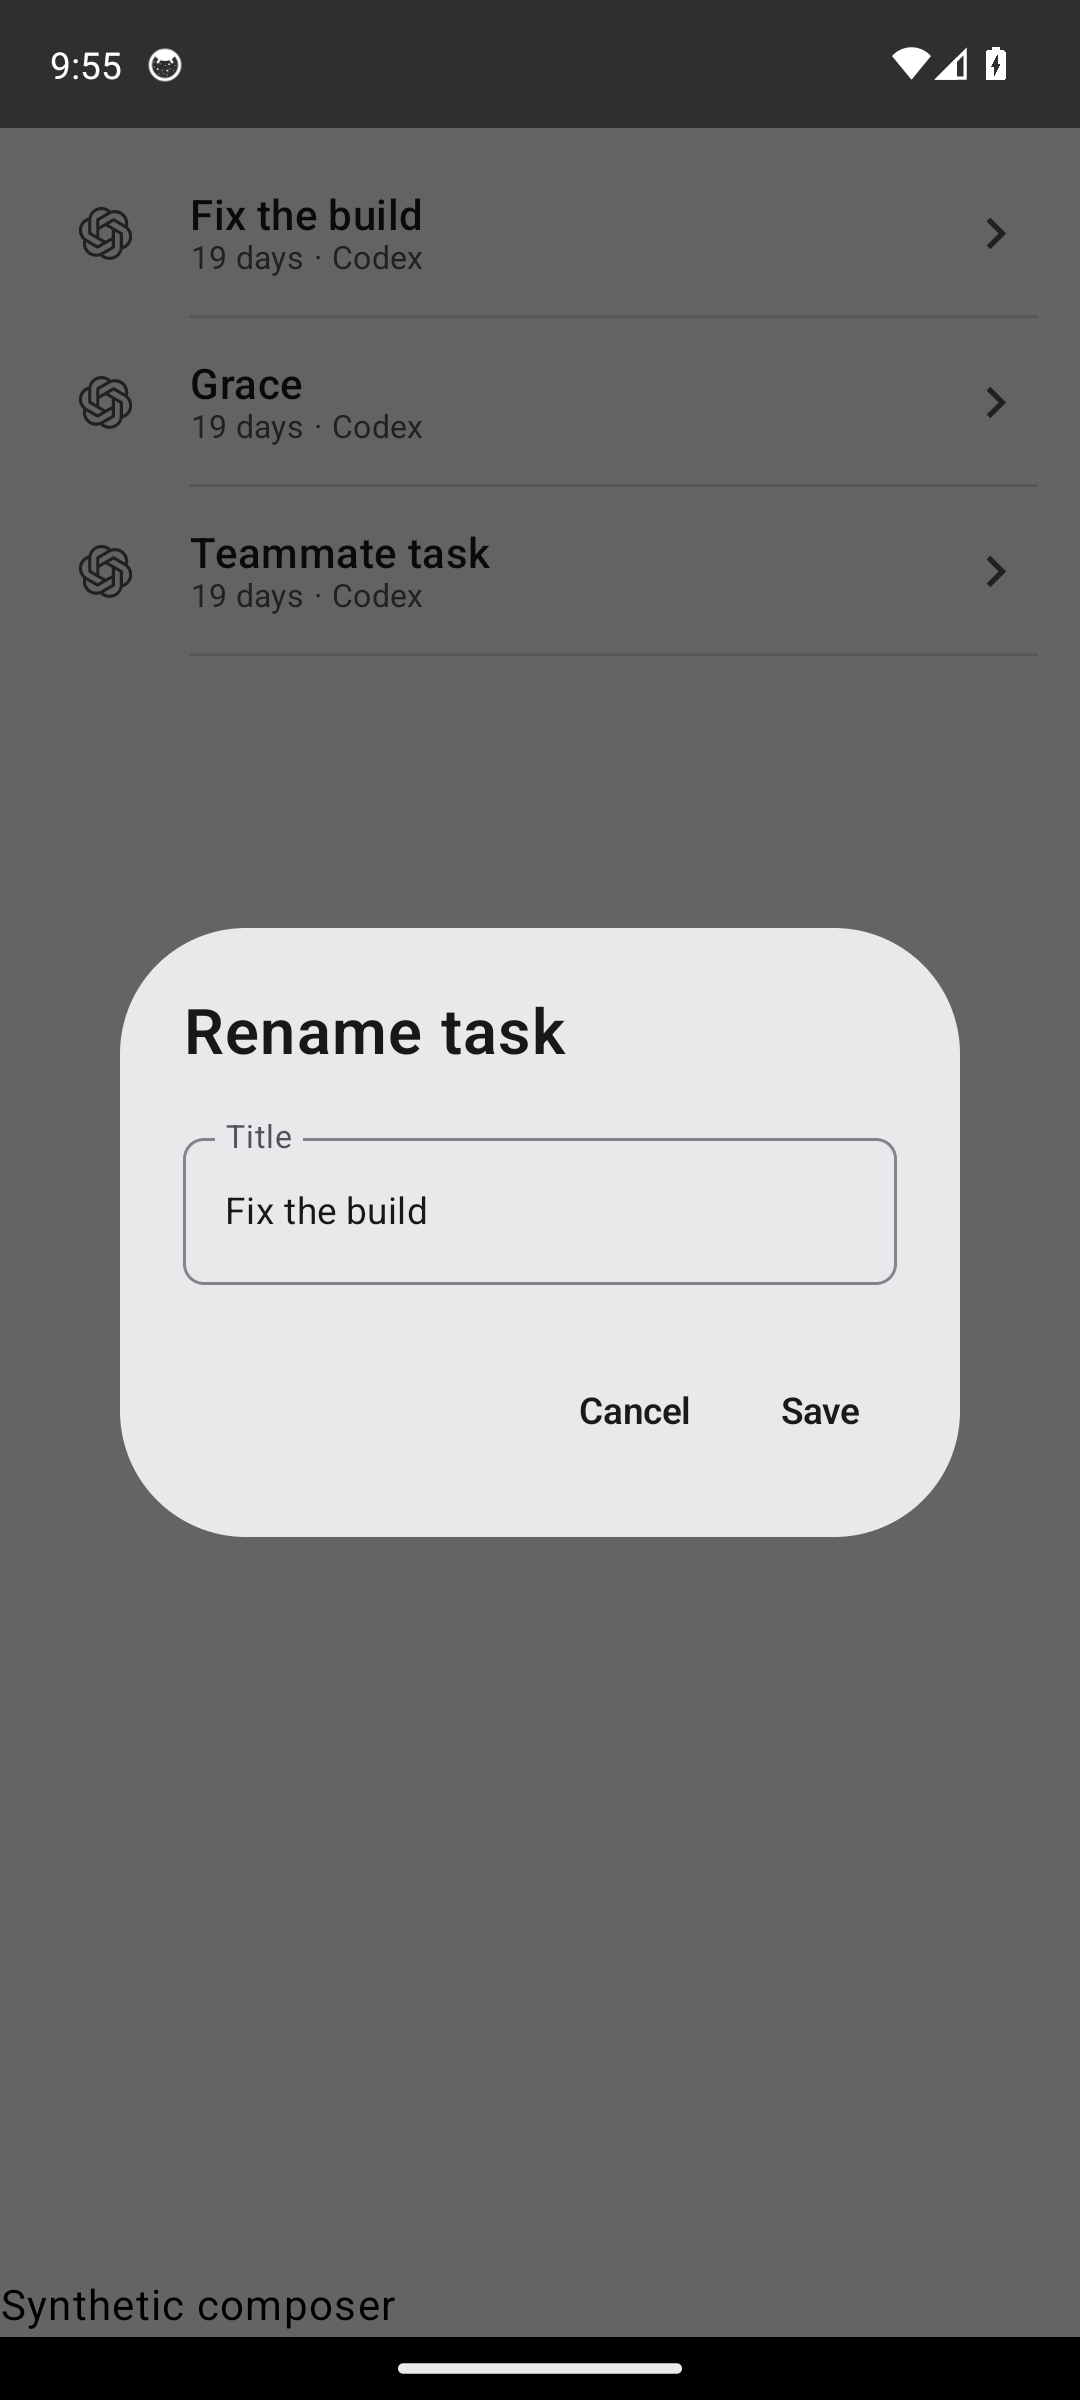 9:55
Fix the build
19 days · Codex
Grace
19 days · Codex
Teammate task
19 days · Codex
Rename task
Title
Fix the build
Cancel Save
Synthetic composer